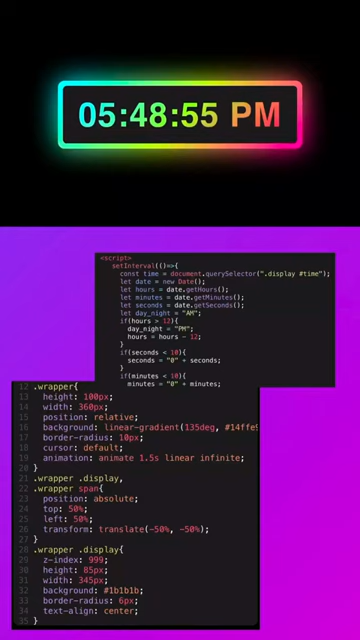 05:48:55 PM
<script>
setInterval(()=>{
const time = document.querySelector(".display #time");
let date = new Date();
let hours = date.getHours();
let minutes = date.getMinutes();
let seconds = date.getSeconds();
let day_night = "AM";
if(hours > 12){
day_night = "PM";
hours = hours - 12;
}
if(seconds < 10){
seconds = "0" + seconds;
}
if(minutes < 10){
minutes = "0" + minutes;
12 .wrapper{
13 height: 100px;
14 width: 360px;
15 position: relative;
16 background: linear-gradient(135deg, #14ffe9
17 border-radius: 10px;
18 cursor: default;
19 animation: animate 1.5s linear infinite;
20 }
21 .wrapper .display,
22 .wrapper span{
23 position: absolute;
24 top: 50%;
25 left: 50%;
26 transform: translate(-50%, -50%);
27 }
28 .wrapper .display{
29 z-index: 999;
30 height: 85px;
31 width: 345px;
32 background: #1b1b1b;
33 border-radius: 6px;
34 text-align: center;
35 }